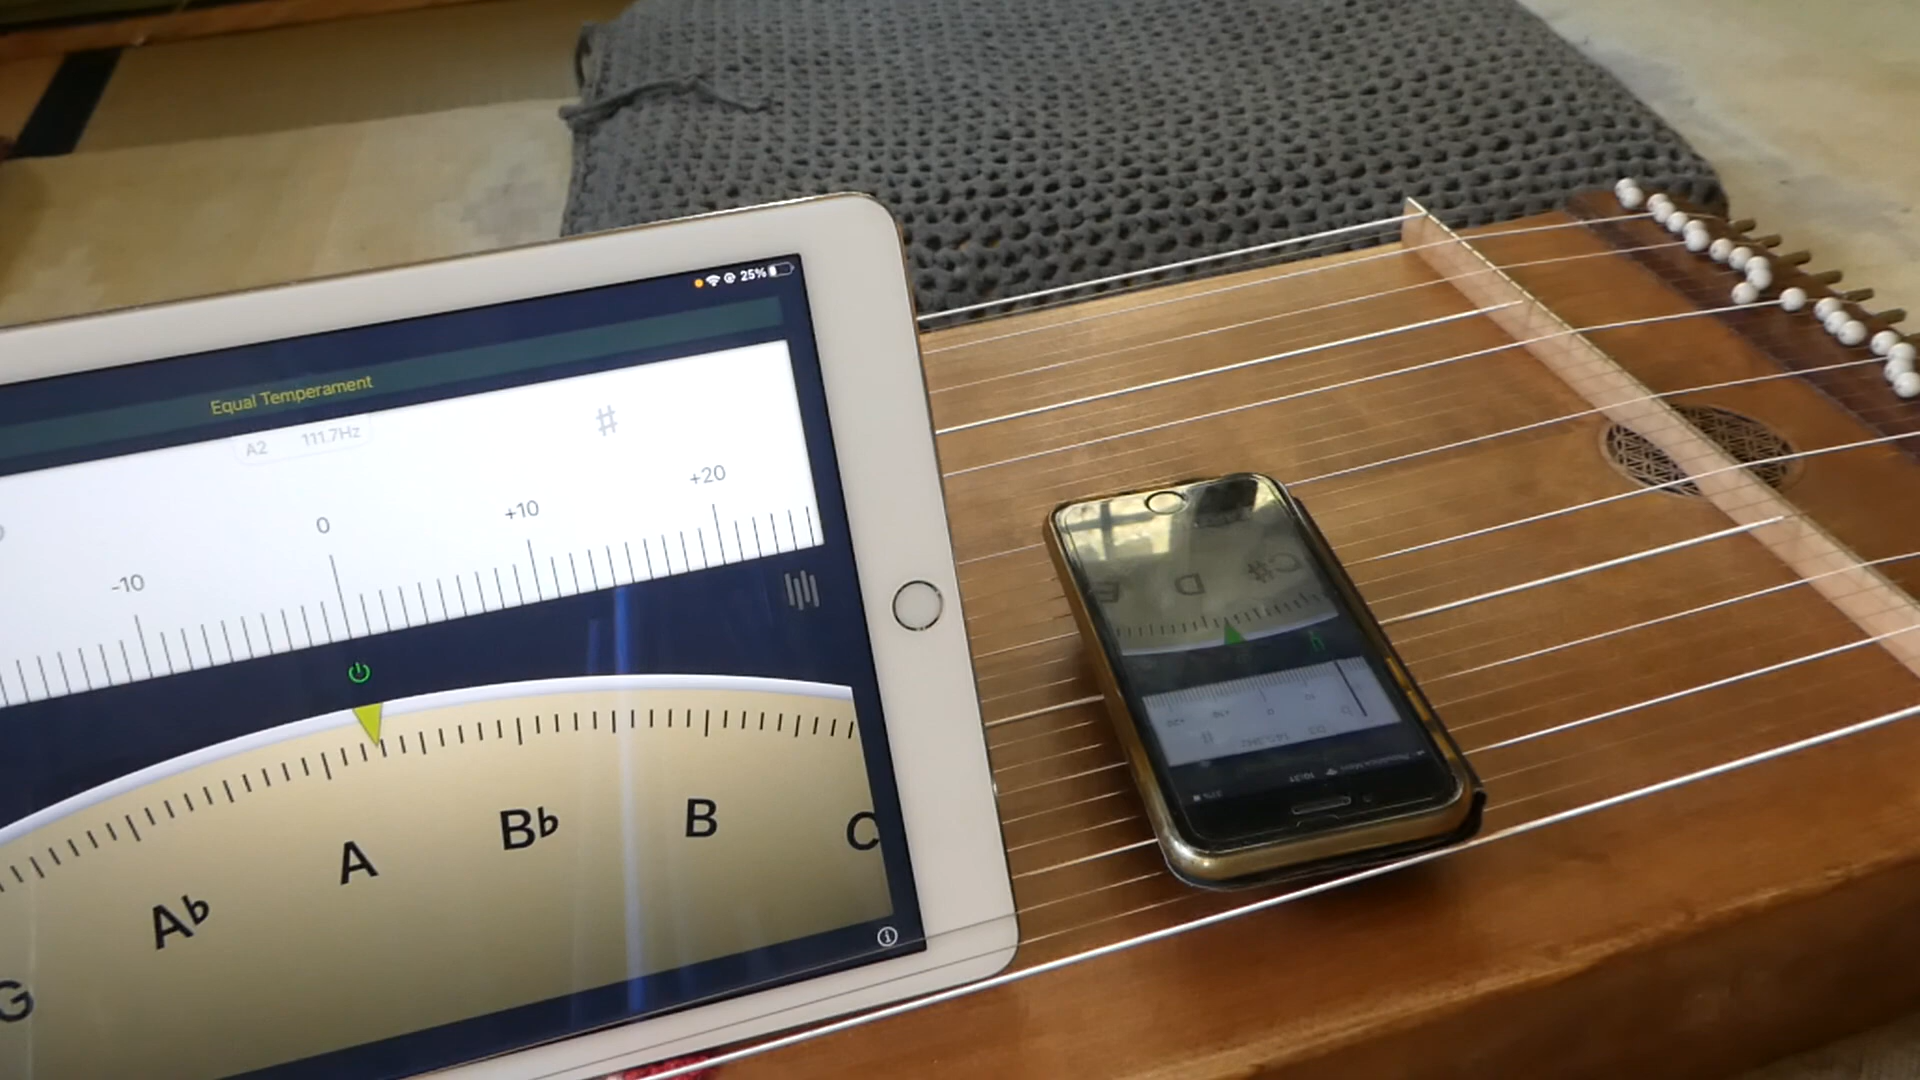 25%
Equal Temperament
A2 111.7Hz
#
-10 0 +10 +20
G Ab A Bb B C
E D C#